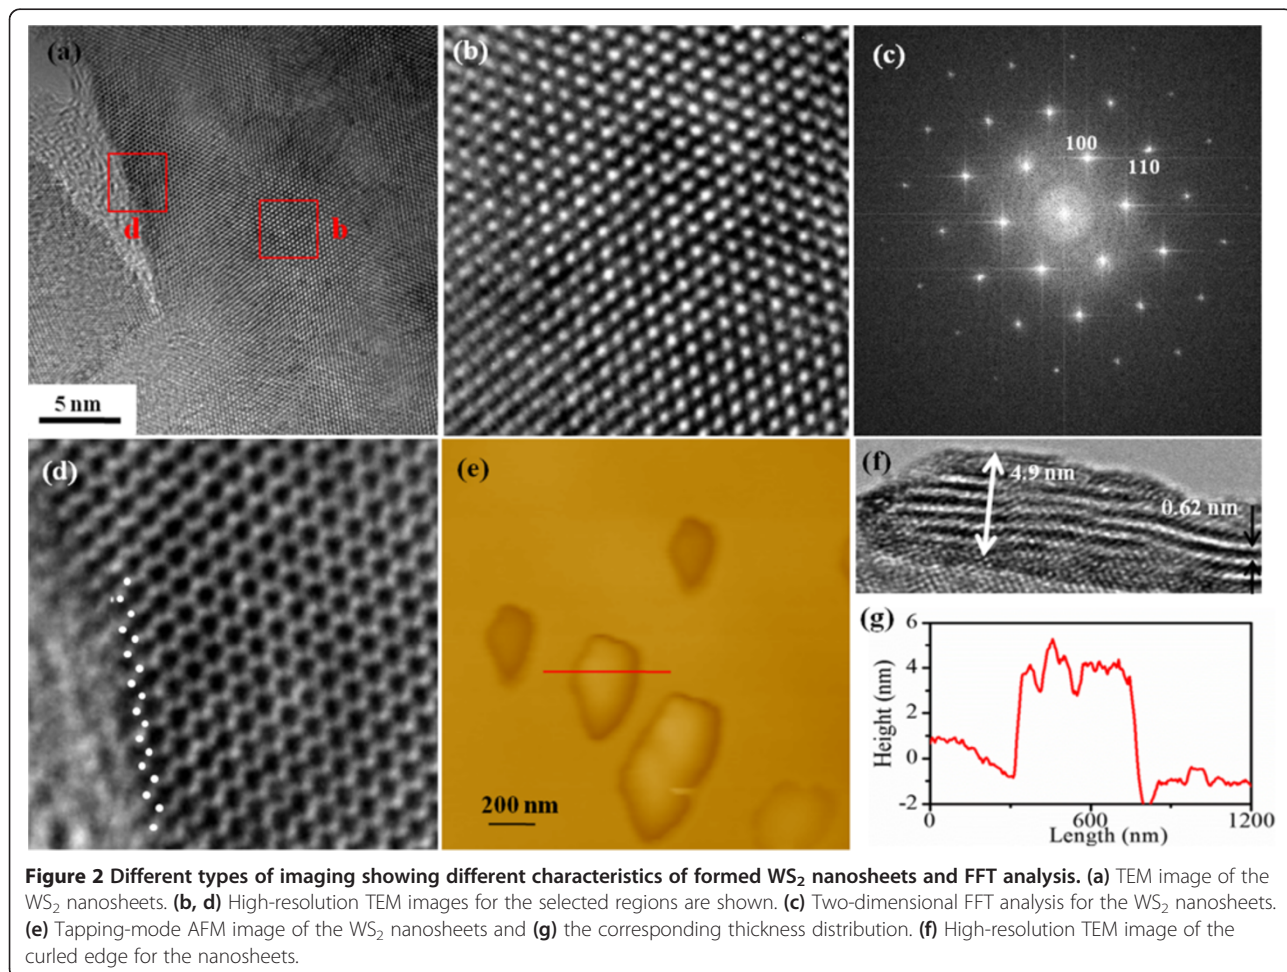 (a)
d
b
5 nm
(b)
(c)
100
110
(d)
(e)
200 nm
(f)
4.9 nm
0.62 nm
(g)
6
4
2
0
-2
Height (nm)
0
600
1200
Length (nm)
Figure 2 Different types of imaging showing different characteristics of formed WS₂ nanosheets and FFT analysis. (a) TEM image of the
WS₂ nanosheets. (b, d) High-resolution TEM images for the selected regions are shown. (c) Two-dimensional FFT analysis for the WS₂ nanosheets.
(e) Tapping-mode AFM image of the WS₂ nanosheets and (g) the corresponding thickness distribution. (f) High-resolution TEM image of the
curled edge for the nanosheets.